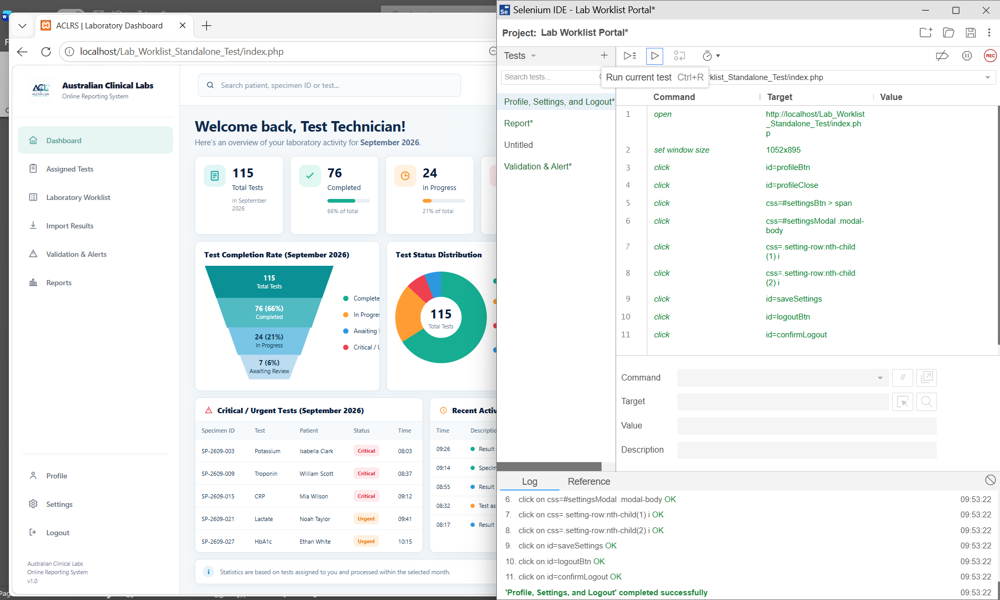 ACLRS | Laboratory Dashboard
localhost/Lab_Worklist_Standalone_Test/index.php
ACL
Australian Clinical Labs
Online Reporting System
Dashboard
Assigned Tests
Laboratory Worklist
Import Results
Validation & Alerts
Reports
Profile
Settings
Logout
Australian Clinical Labs
Online Reporting System
v1.0
Search patient, specimen ID or test...
Welcome back, Test Technician!
Here's an overview of your laboratory activity for September 2026.
115
Total Tests
in September
2026
76
Completed
66% of total
24
In Progress
21% of total
Test Completion Rate (September 2026)
115
Total Tests
76 (66%)
Completed
24 (21%)
In Progress
7 (6%)
Awaiting Review
Complete
In Progres
Awaiting
Critical / U
Test Status Distribution
115
Total Tests
Critical / Urgent Tests (September 2026)
Specimen ID Test Patient Status Time
SP-2609-003 Potassium Isabella Clark Critical 08:03
SP-2609-009 Troponin William Scott Critical 08:37
SP-2609-015 CRP Mia Wilson Critical 09:12
SP-2609-021 Lactate Noah Taylor Urgent 09:41
SP-2609-027 HbA1c Ethan White Urgent 10:15
Recent Activ
Time Descriptio
09:26 Result
09:14 Specim
08:55 Result
08:32 Test as
08:17 Result
Statistics are based on tests assigned to you and processed within the selected month.
Se Selenium IDE - Lab Worklist Portal*
Project: Lab Worklist Portal*
Tests
REC
Search tests...
Run current test Ctrl+R
klist_Standalone_Test/index.php
Profile, Settings, and Logout*
Report*
Untitled
Validation & Alert*
Command Target Value
1 open http://localhost/Lab_Worklist
_Standalone_Test/index.ph
p
2 set window size 1052x895
3 click id=profileBtn
4 click id=profileClose
5 click css=#settingsBtn > span
6 click css=#settingsModal .modal-
body
7 click css=.setting-row:nth-child
(1) i
8 click css=.setting-row:nth-child
(2) i
9 click id=saveSettings
10 click id=logoutBtn
11 click id=confirmLogout
Command //
Target
Value
Description
Log Reference
6. click on css=#settingsModal .modal-body OK 09:53:22
7. click on css=.setting-row:nth-child(1) i OK 09:53:22
8. click on css=.setting-row:nth-child(2) i OK 09:53:22
9. click on id=saveSettings OK 09:53:22
10. click on id=logoutBtn OK 09:53:22
11. click on id=confirmLogout OK 09:53:22
'Profile, Settings, and Logout' completed successfully 09:53:22